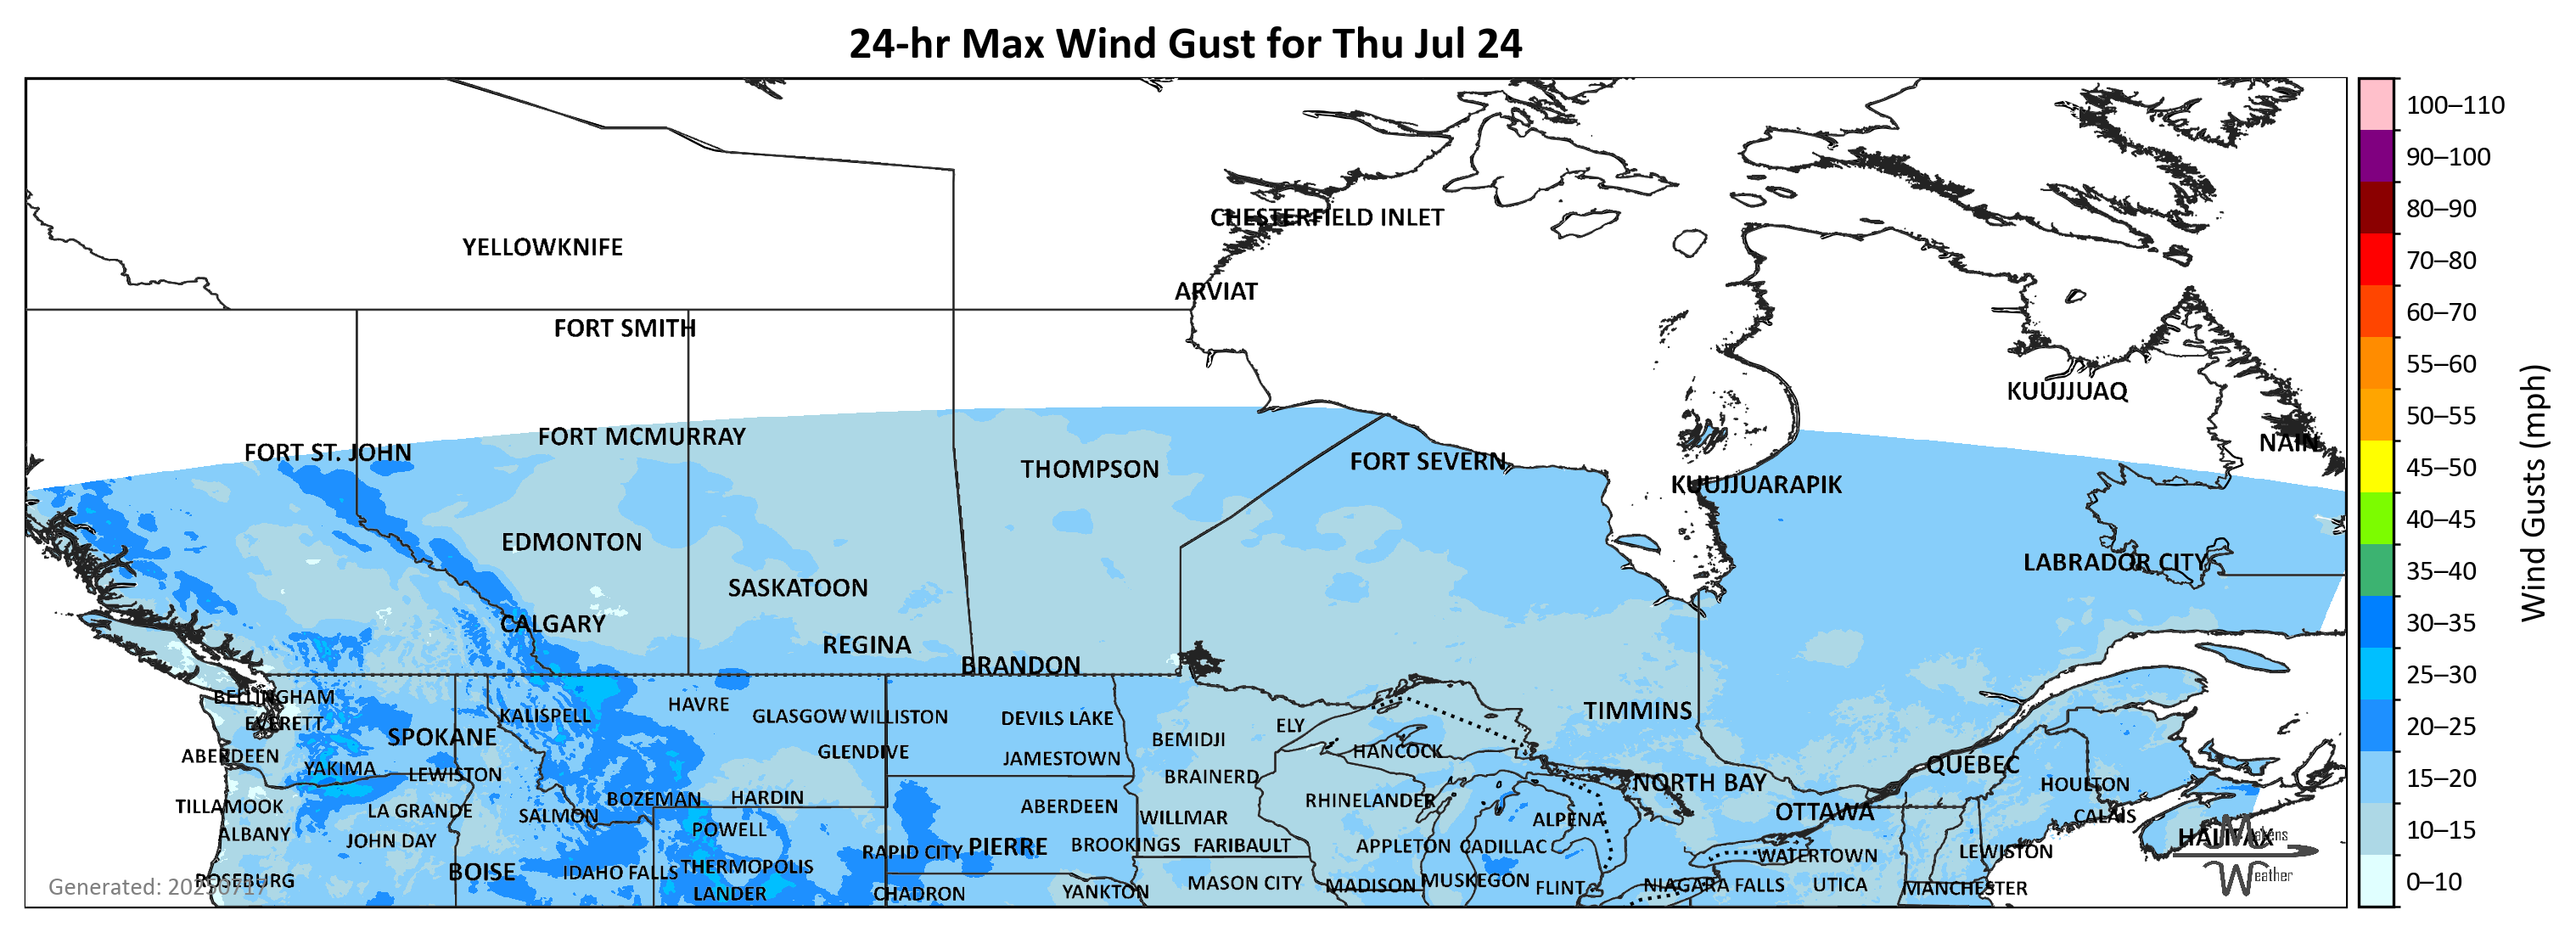 24-hr Max Wind Gust for Thu Jul 24
100–110
90–100
80–90
CHESTERFIELD INLET
YELLOWKNIFE
70–80
ARVIAT
60–70
FORT SMITH
55–60
KUUJJUAQ
50–55
FORT MCMURRAY
NAIN
FORT ST. JOHN
FORT SEVERN
THOMPSON
45–50
KUUJJUARAPIK
Wind Gusts (mph)
40–45
EDMONTON
LABRADOR CITY
35–40
SASKATOON
CALGARY
30–35
REGINA
BRANDON
25–30
BELLINGHAM
HAVRE
TIMMINS
KALISPELL
GLASGOW
WILLISTON
DEVILS LAKE
EVERETT
ELY
20–25
SPOKANE
BEMIDJI
GLENDIVE
HANCOCK
ABERDEEN
JAMESTOWN
QUÉBEC
YAKIMA
LEWISTON
BRAINERD
15–20
NORTH BAY
HOULTON
BOZEMAN
HARDIN
RHINELANDER
TILLAMOOK
ABERDEEN
LA GRANDE
OTTAWA
SALMON
CALAIS
WILLMAR
ALPENA
10–15
POWELL
ALBANY
HALIFAX
Makens
Weather
JOHN DAY
BROOKINGS
FARIBAULT
APPLETON
CADILLAC
PIERRE
RAPID CITY
LEWISTON
WATERTOWN
THERMOPOLIS
BOISE
IDAHO FALLS
ROSEBURG
MUSKEGON
0–10
MASON CITY
MADISON
FLINT
NIAGARA FALLS
UTICA
Generated: 20250717
MANCHESTER
YANKTON
LANDER
CHADRON